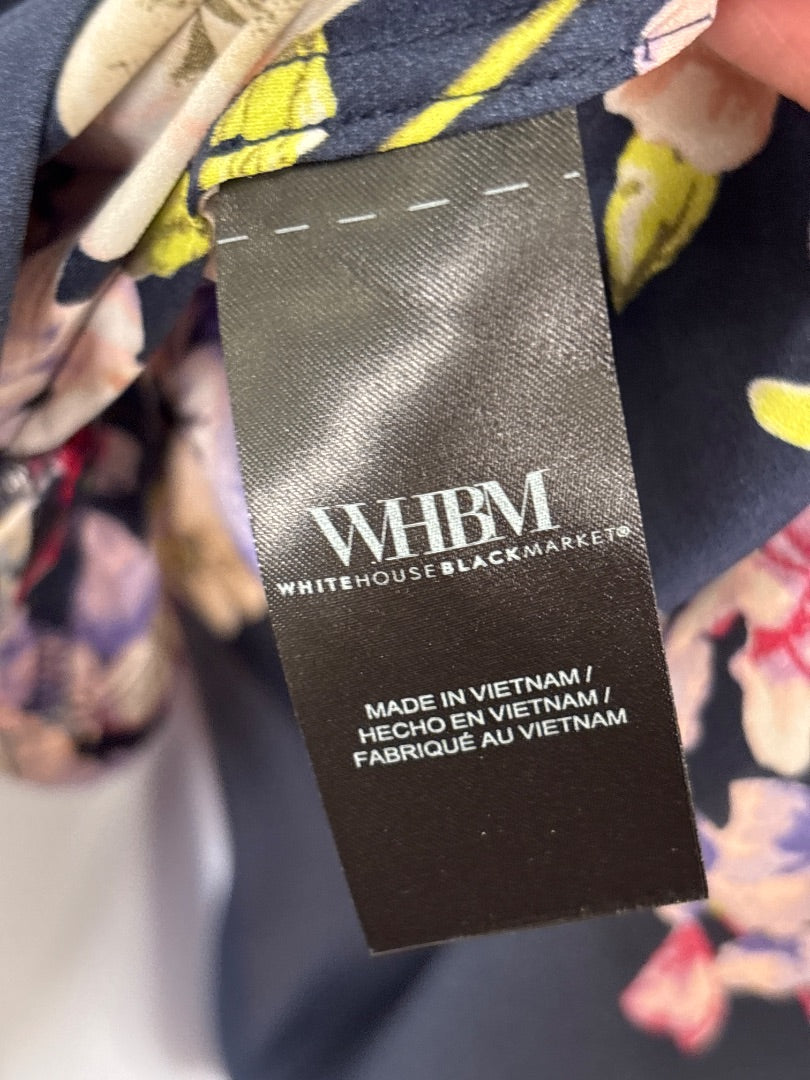 WHBM
WHITEHOUSEBLACKMARKET®
MADE IN VIETNAM /
HECHO EN VIETNAM /
FABRIQUÉ AU VIETNAM